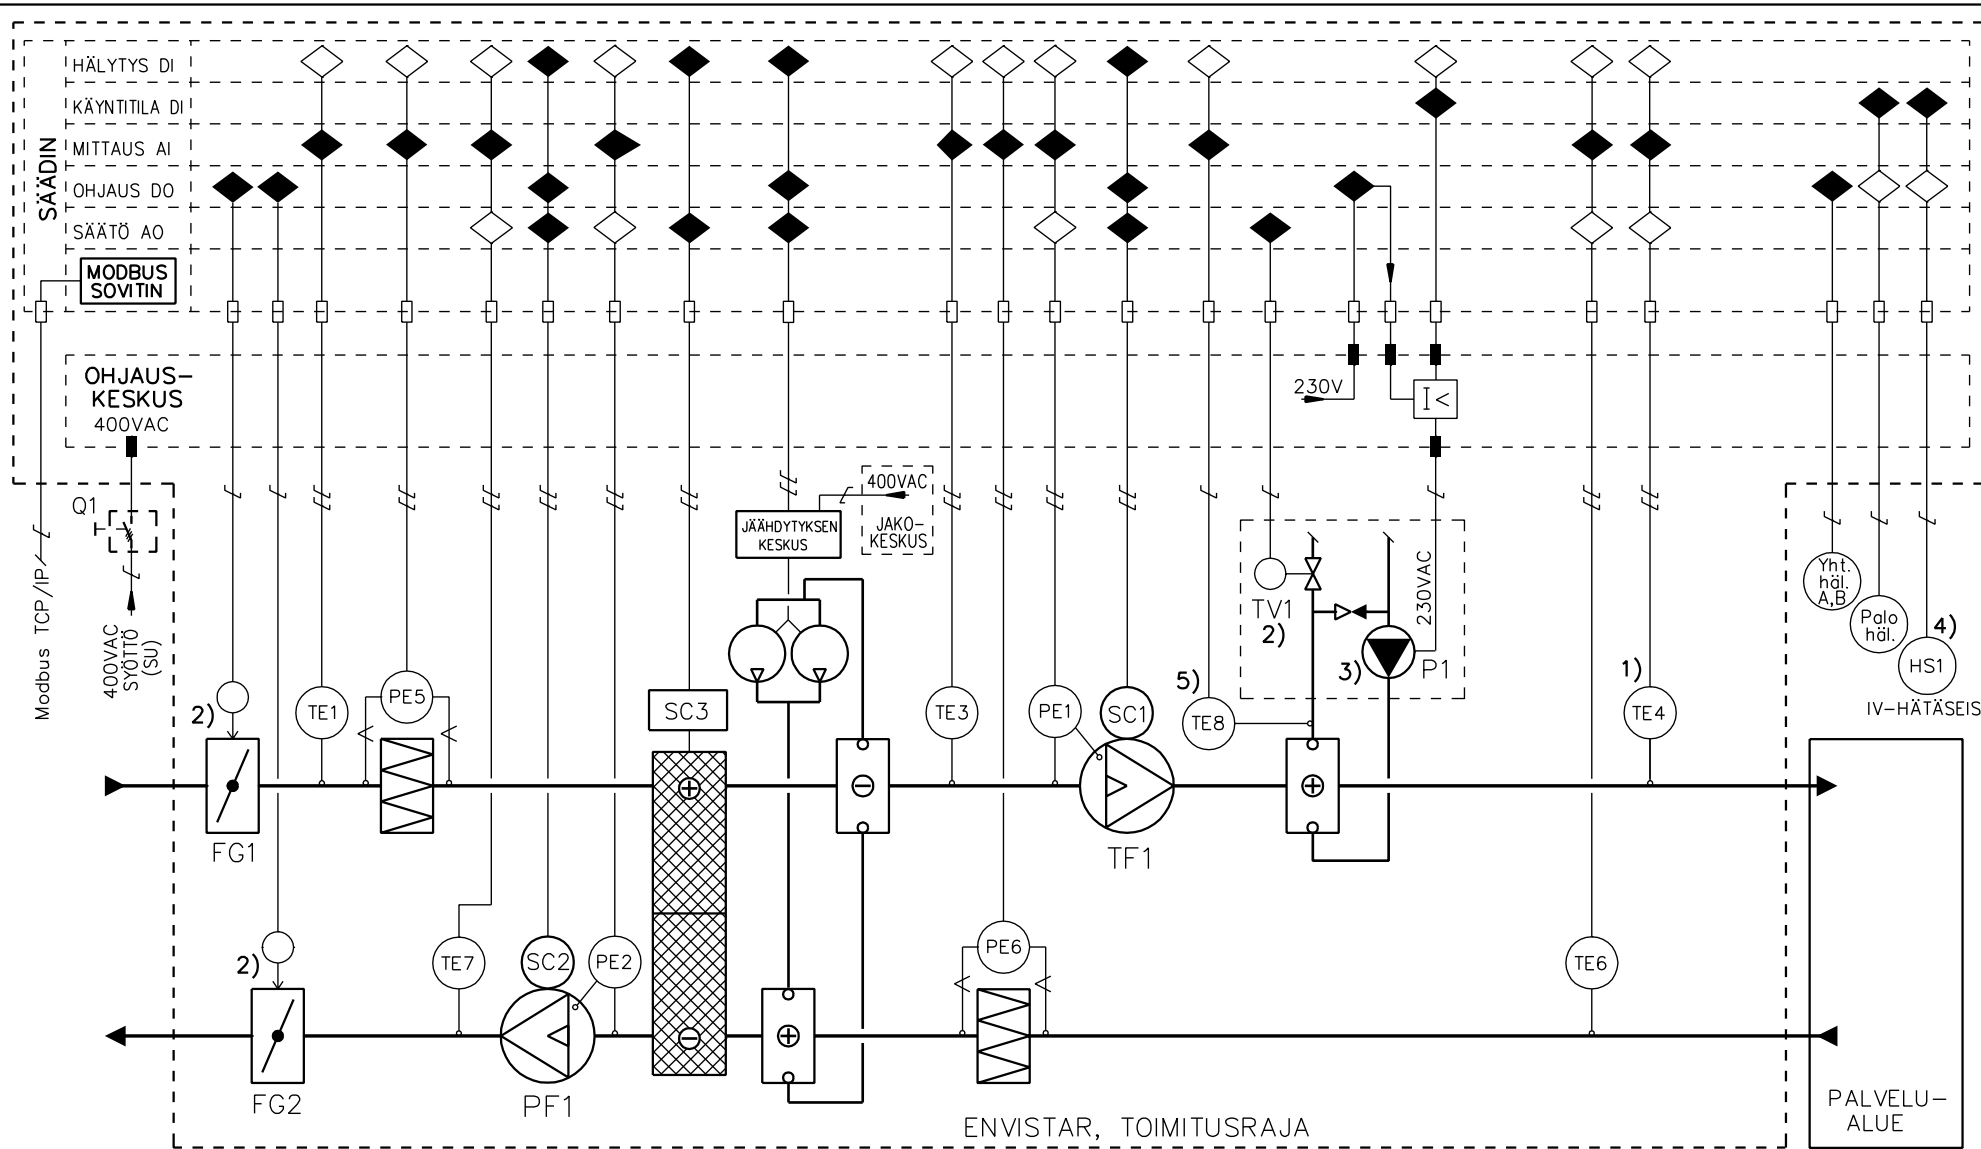 SÄÄDIN
HÄLYTYS DI
KÄYNTITILA DI
MITTAUS AI
OHJAUS DO
SÄÄTÖ AO
MODBUS
SOVITIN
OHJAUS-
KESKUS
400VAC
230V
I<
Q1
Modbus TCP/IP
400VAC
SYÖTTÖ
(SU)
400VAC
JAKO-
KESKUS
JÄÄHDYTYKSEN
KESKUS
TV1
2)
230VAC
3)
P1
Yht.
häl.
A,B
Palo
häl.
4)
HS1
IV-HÄTÄSEIS
2)
TE1
PE5
SC3
TE3
PE1
SC1
5)
TE8
1)
TE4
FG1
TF1
2)
TE7
SC2
PE2
PE6
TE6
FG2
PF1
ENVISTAR, TOIMITUSRAJA
PALVELU-
ALUE